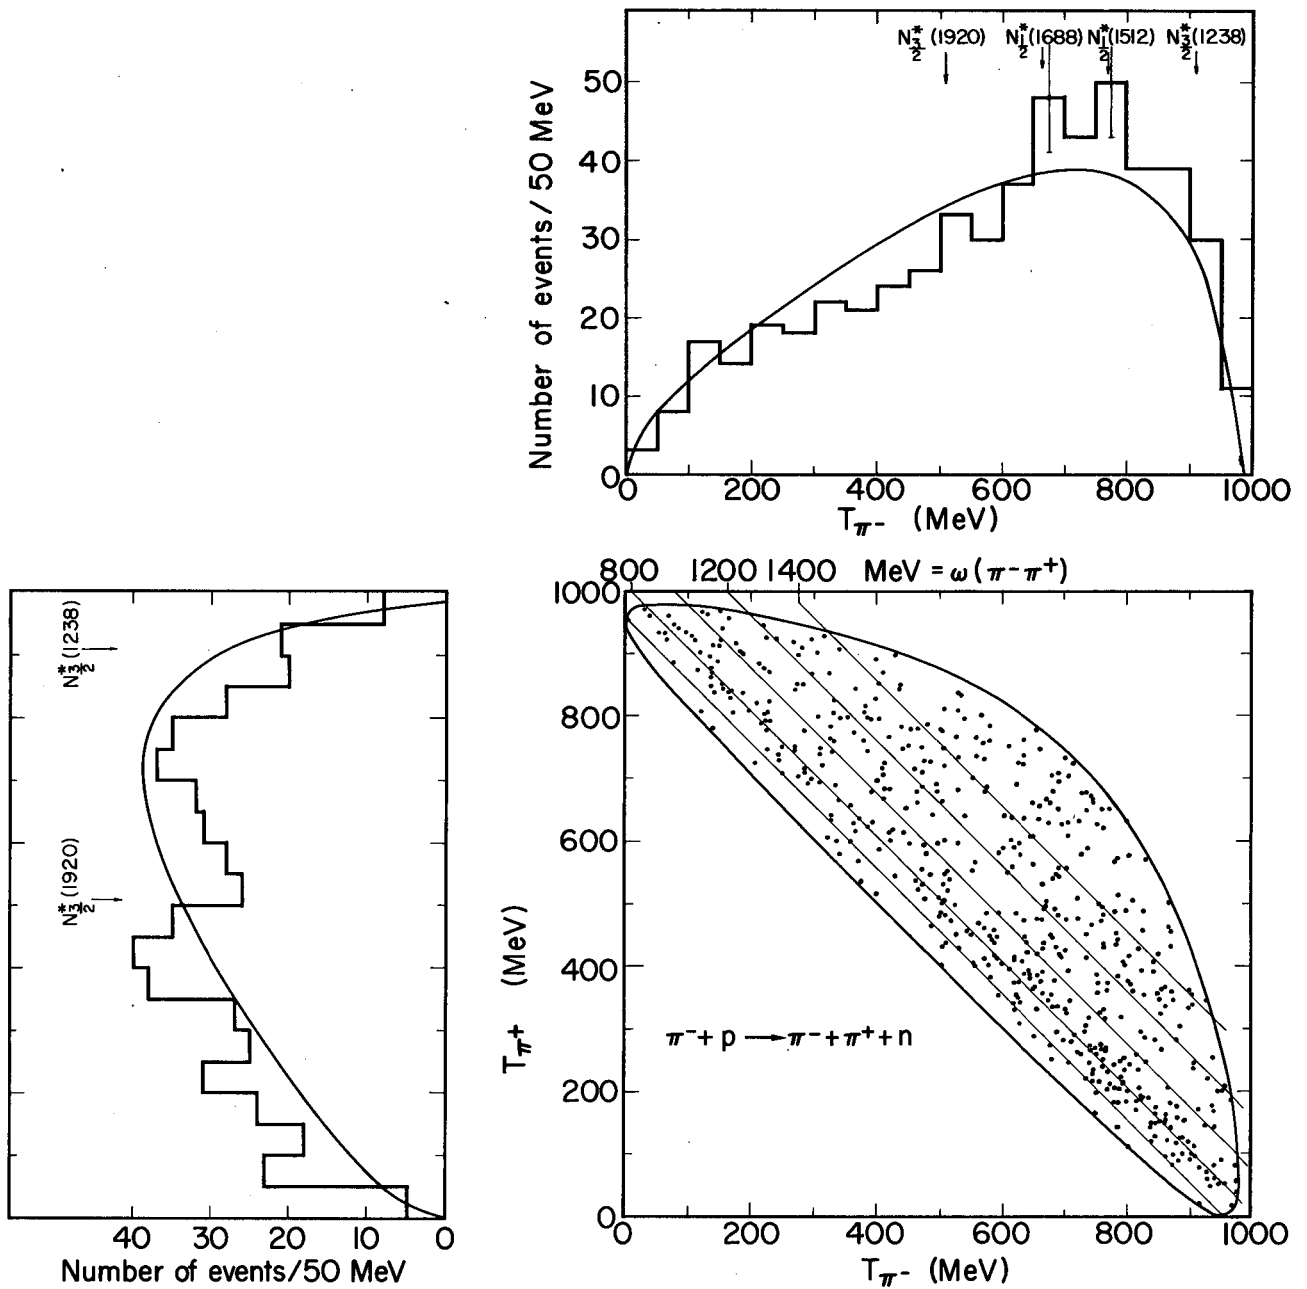 N*3/2 (1920) N*1/2 (1688) N*1/2 (1512) N*3/2 (1238)
50
40
30
20
10
0
Number of events/ 50 MeV
0 200 400 600 800 1000
Tπ- (MeV)
800 1200 1400 MeV = ω(π-π+)
N*3/2 (1238)
N*3/2 (1920)
40 30 20 10 0
Number of events/50 MeV
1000
800
600
400
200
0
Tπ+ (MeV)
π- + p → π- + π+ + n
0 200 400 600 800 1000
Tπ- (MeV)